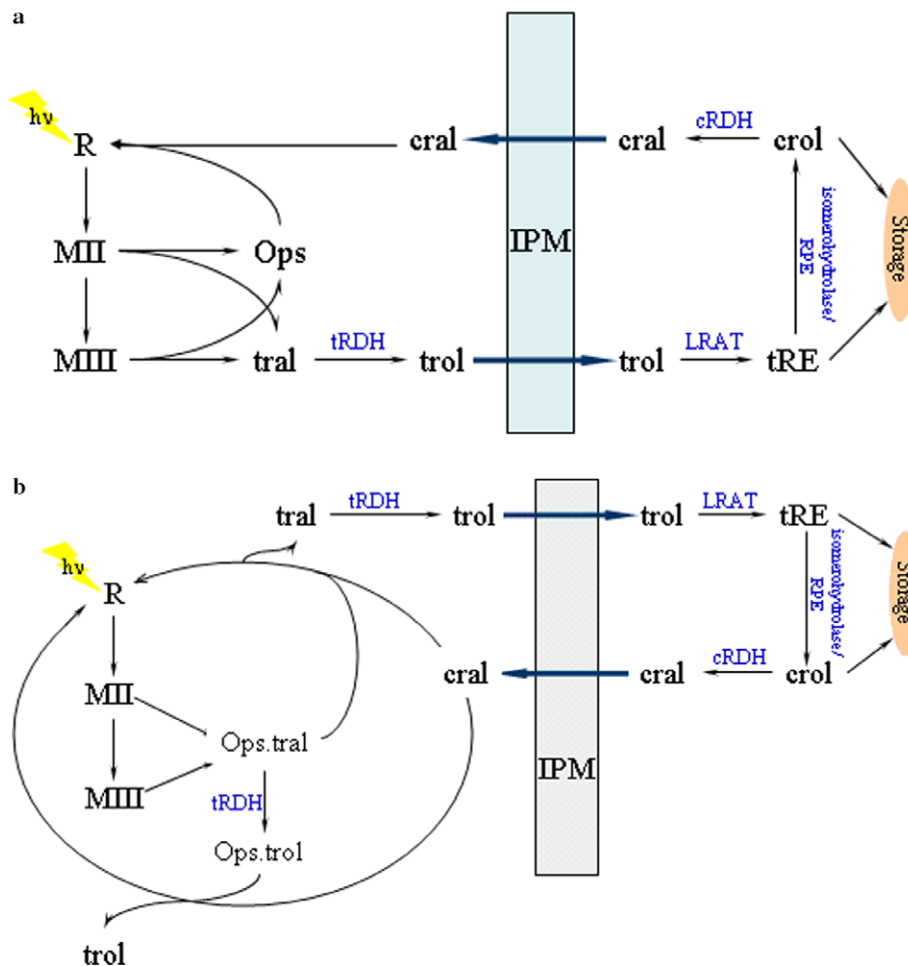 a
hν
R
cral
cral
cRDH
crol
IPM
isomerohydrolase/
RPE
Storage
MII
Ops
MIII
tral
tRDH
trol
trol
LRAT
tRE
b
tral
tRDH
trol
trol
LRAT
tRE
hν
R
isomerohydrolase/
RPE
Storage
cral
cral
cRDH
crol
MII
Ops.tral
IPM
MIII
tRDH
Ops.trol
trol